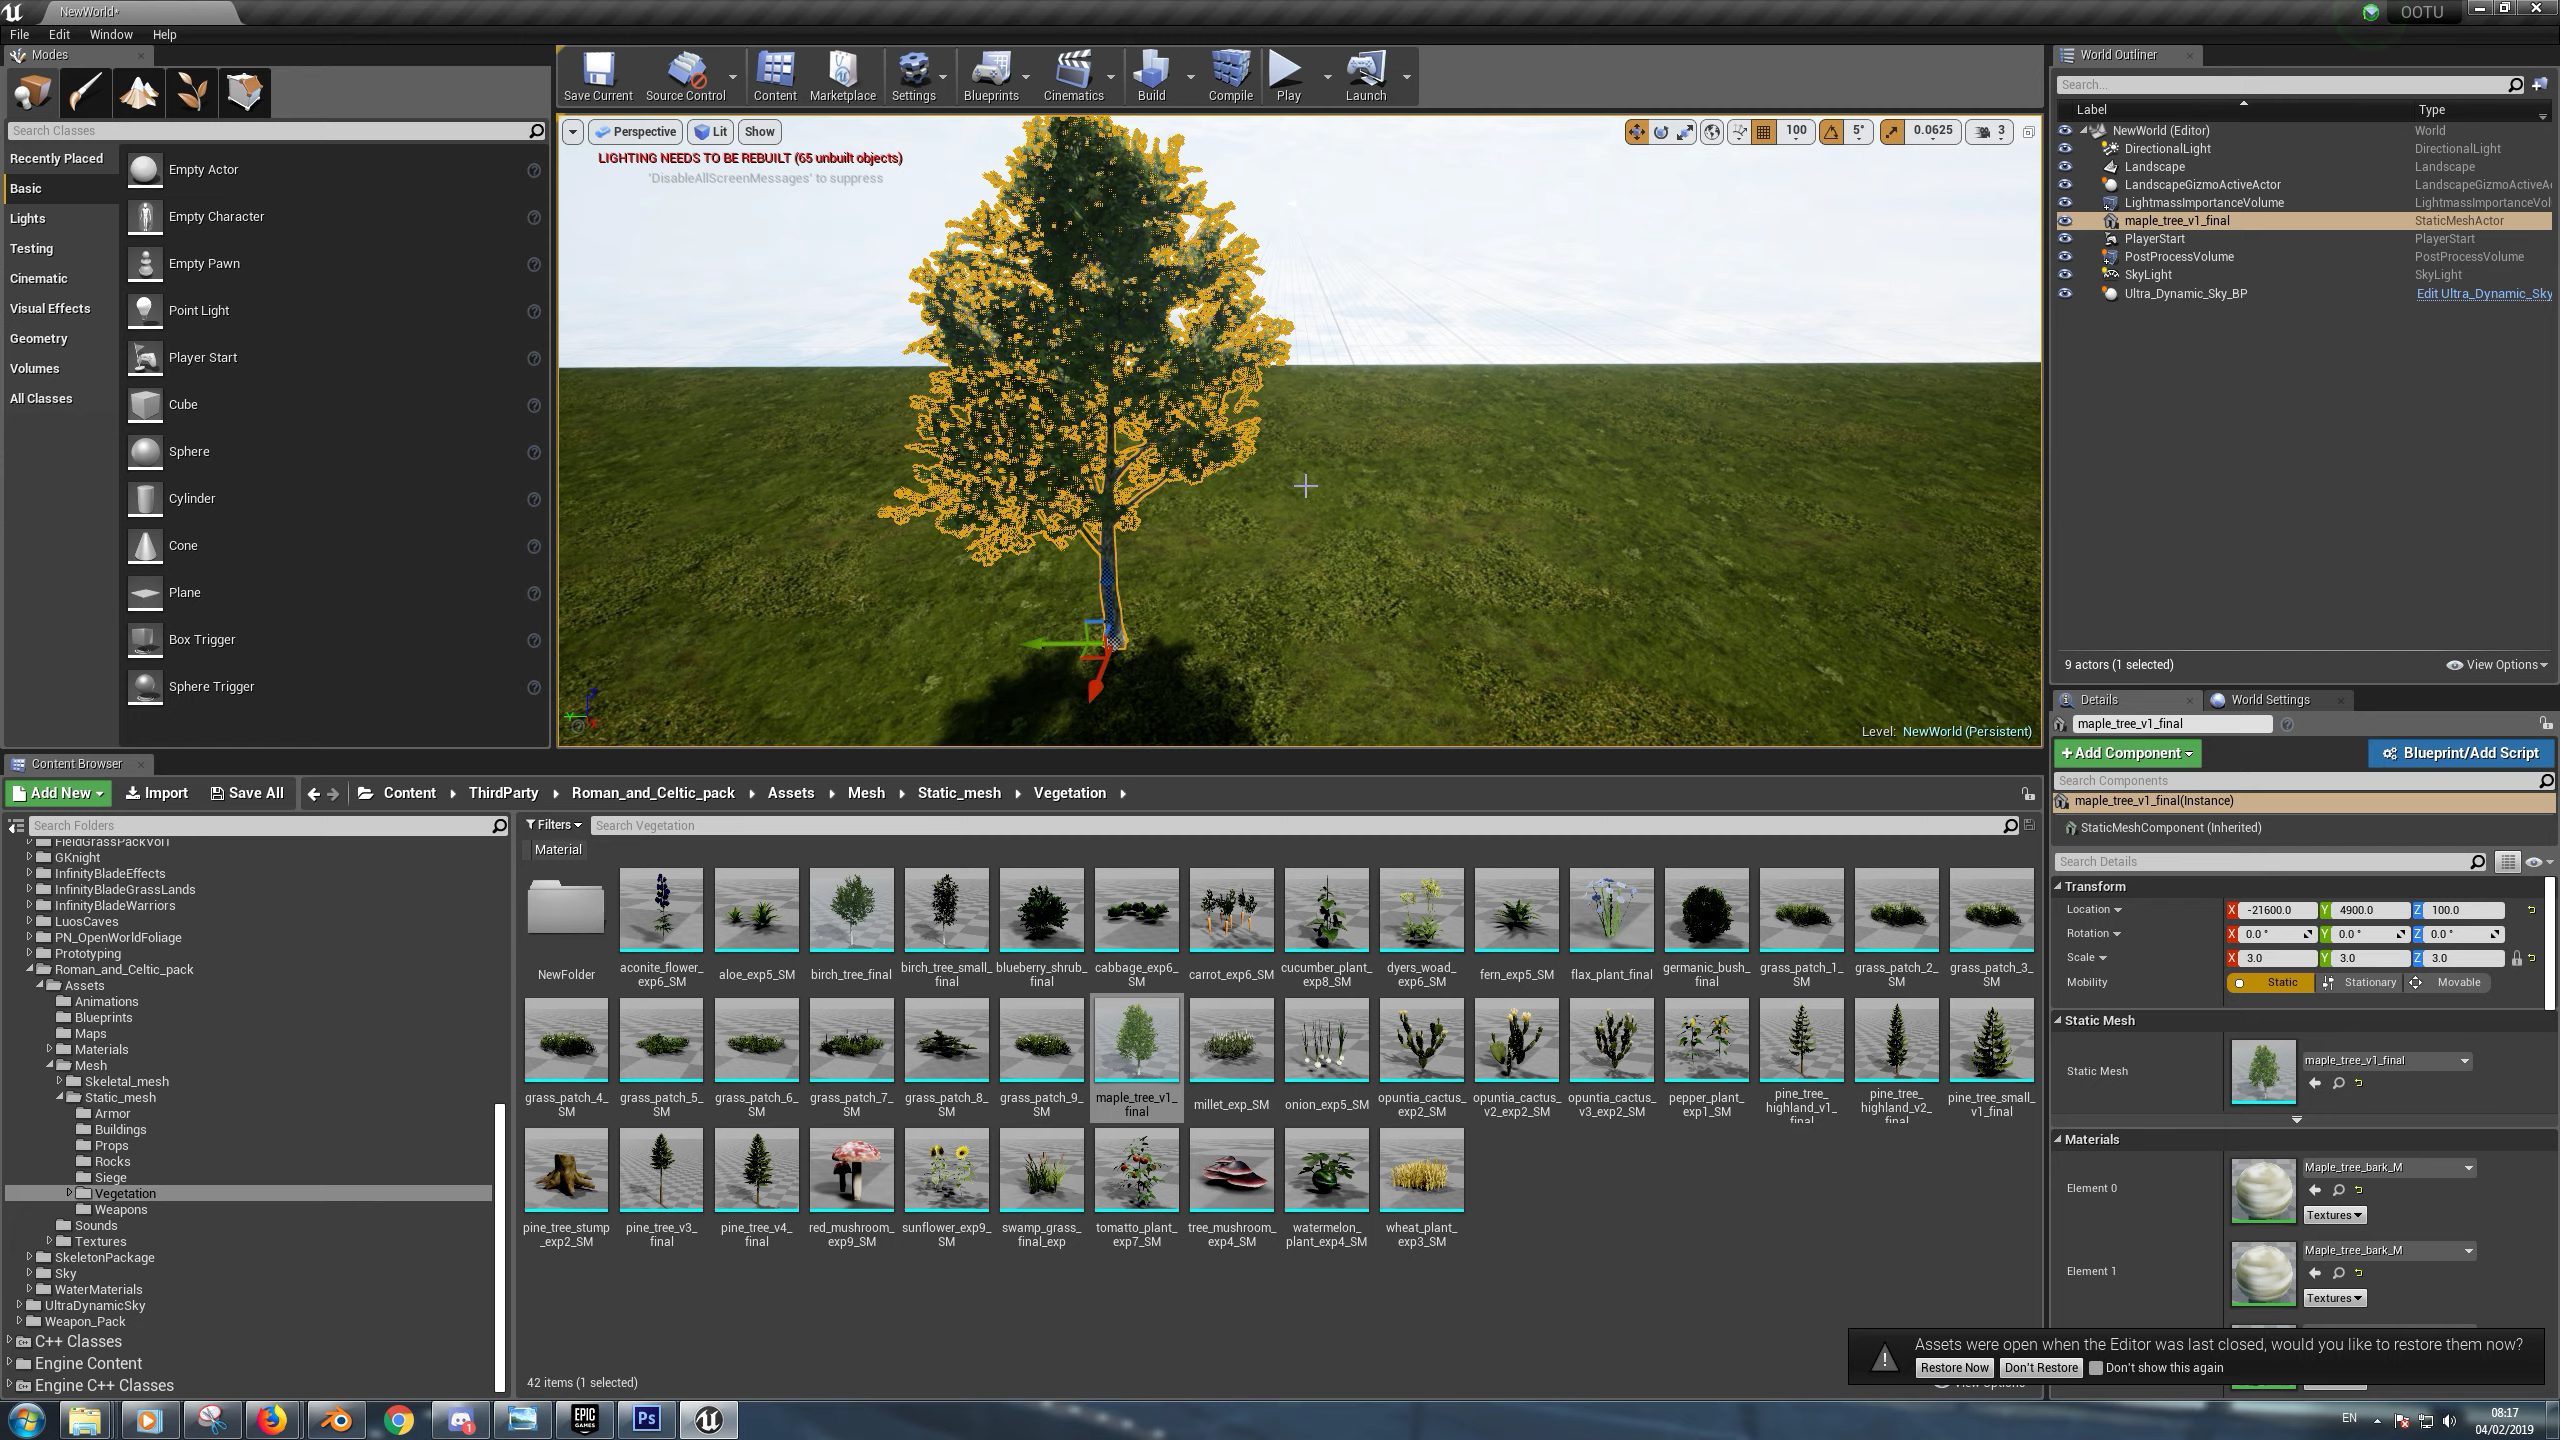 NewWorld*
OOTU
File Edit Window Help
Modes
Search Classes
Recently Placed
Basic
Lights
Testing
Cinematic
Visual Effects
Geometry
Volumes
All Classes
Empty Actor
Empty Character
Empty Pawn
Point Light
Player Start
Cube
Sphere
Cylinder
Cone
Plane
Box Trigger
Sphere Trigger
Save Current Source Control Content Marketplace Settings Blueprints Cinematics Build Compile Play Launch
Perspective Lit Show
100 5° 0.0625 3
LIGHTING NEEDS TO BE REBUILT (65 unbuilt objects)
'DisableAllScreenMessages' to suppress
Level: NewWorld (Persistent)
World Outliner
Search...
Label Type
NewWorld (Editor) World
DirectionalLight DirectionalLight
Landscape Landscape
LandscapeGizmoActiveActor LandscapeGizmoActiveA
LightmassImportanceVolume LightmassImportanceVol
maple_tree_v1_final StaticMeshActor
PlayerStart PlayerStart
PostProcessVolume PostProcessVolume
SkyLight SkyLight
Ultra_Dynamic_Sky_BP Edit Ultra_Dynamic_Sky
9 actors (1 selected) View Options
Details World Settings
maple_tree_v1_final
+Add Component Blueprint/Add Script
Search Components
maple_tree_v1_final(Instance)
StaticMeshComponent (Inherited)
Search Details
Transform
Location X -21600.0 Y 4900.0 Z 100.0
Rotation X 0.0 ° Y 0.0 ° Z 0.0 °
Scale X 3.0 Y 3.0 Z 3.0
Mobility Static Stationary Movable
Static Mesh
Static Mesh maple_tree_v1_final
Materials
Element 0 Maple_tree_bark_M
Textures
Element 1 Maple_tree_bark_M
Textures
Content Browser
Add New Import Save All Content ThirdParty Roman_and_Celtic_pack Assets Mesh Static_mesh Vegetation
Search Folders
Filters Search Vegetation
Material
FieldGrassPackVol1
GKnight
InfinityBladeEffects
InfinityBladeGrassLands
InfinityBladeWarriors
LuosCaves
PN_OpenWorldFoliage
Prototyping
Roman_and_Celtic_pack
Assets
Animations
Blueprints
Maps
Materials
Mesh
Skeletal_mesh
Static_mesh
Armor
Buildings
Props
Rocks
Siege
Vegetation
Weapons
Sounds
Textures
SkeletonPackage
Sky
WaterMaterials
UltraDynamicSky
Weapon_Pack
C++ Classes
Engine Content
Engine C++ Classes
NewFolder
aconite_flower_exp6_SM
aloe_exp5_SM
birch_tree_final
birch_tree_small_final
blueberry_shrub_final
cabbage_exp6_SM
carrot_exp6_SM
cucumber_plant_exp8_SM
dyers_woad_exp6_SM
fern_exp5_SM
flax_plant_final
germanic_bush_final
grass_patch_1_SM
grass_patch_2_SM
grass_patch_3_SM
grass_patch_4_SM
grass_patch_5_SM
grass_patch_6_SM
grass_patch_7_SM
grass_patch_8_SM
grass_patch_9_SM
maple_tree_v1_final
millet_exp_SM
onion_exp5_SM
opuntia_cactus_exp2_SM
opuntia_cactus_v2_exp2_SM
opuntia_cactus_v3_exp2_SM
pepper_plant_exp1_SM
pine_tree_highland_v1_final
pine_tree_highland_v2_final
pine_tree_small_v1_final
pine_tree_stump_exp2_SM
pine_tree_v3_final
pine_tree_v4_final
red_mushroom_exp9_SM
sunflower_exp9_SM
swamp_grass_final_exp
tomatto_plant_exp7_SM
tree_mushroom_exp4_SM
watermelon_plant_exp4_SM
wheat_plant_exp3_SM
42 items (1 selected)
View Options
Assets were open when the Editor was last closed, would you like to restore them now?
Restore Now Don't Restore Don't show this again
EPIC GAMES
Ps
EN
08:17
04/02/2019